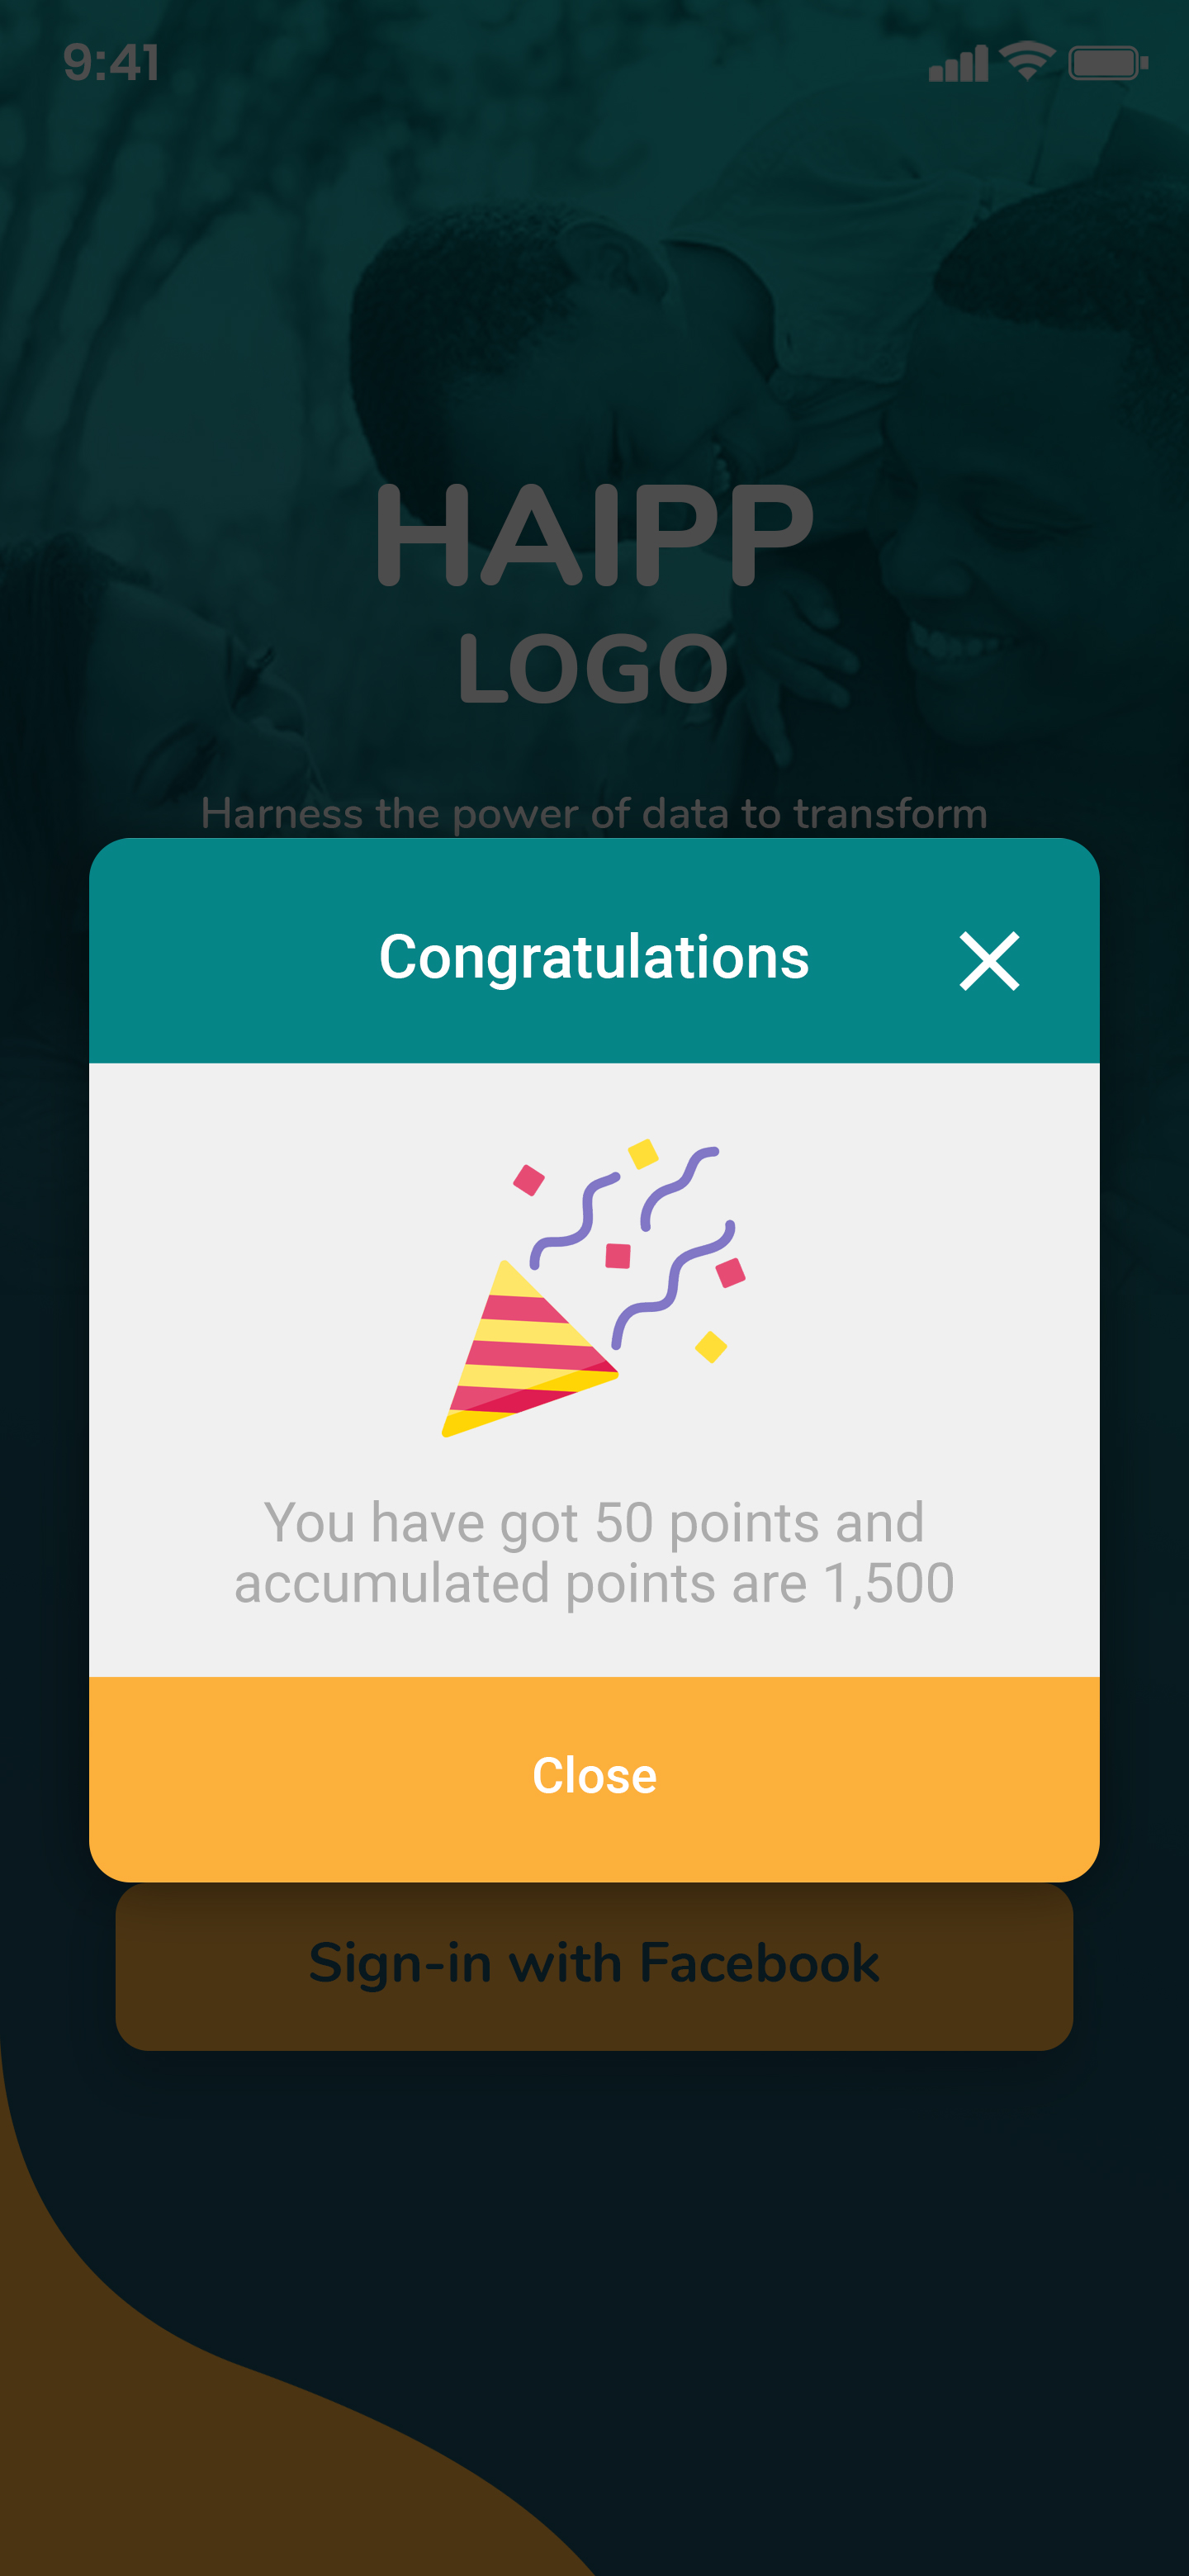 9:41
HAIPP
LOGO
Harness the power of data to transform
Congratulations
You have got 50 points and
accumulated points are 1,500
Close
Sign-in with Facebook